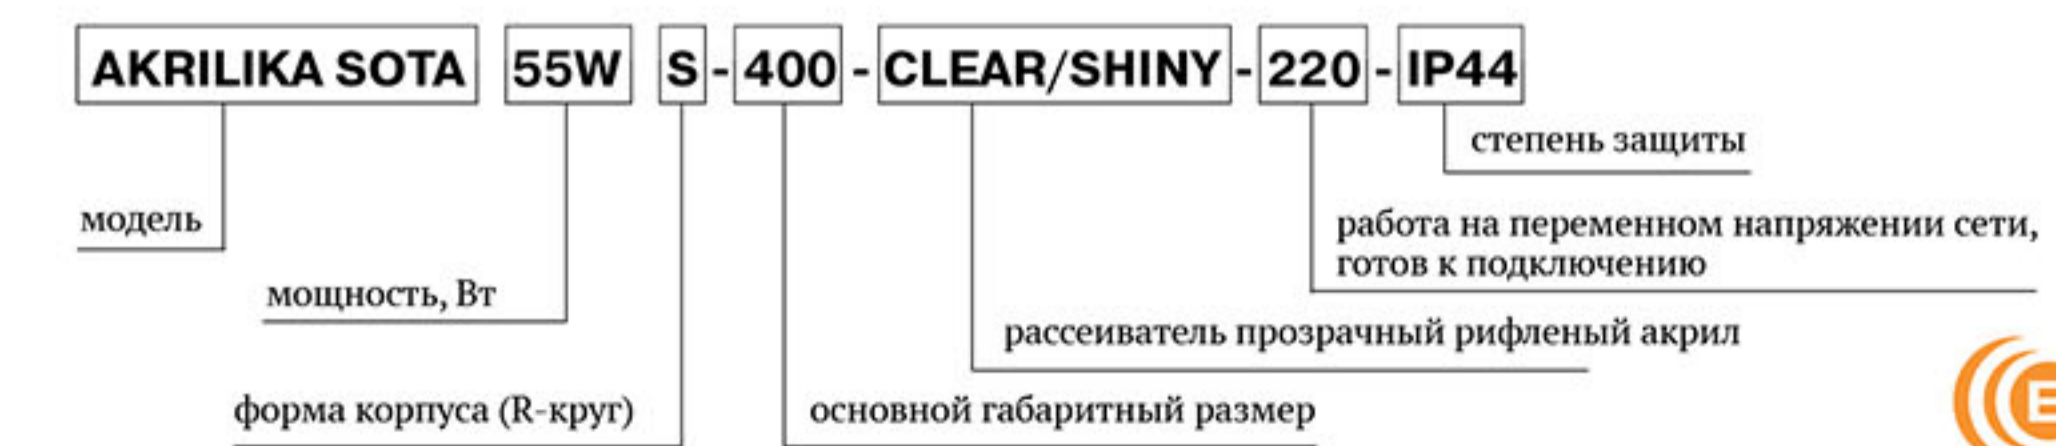 AKRILIKA SOTA 55W S - 400 - CLEAR/SHINY - 220 - IP44
степень защиты
модель
работа на переменном напряжении сети,
готов к подключению
мощность, Вт
рассеиватель прозрачный рифленый акрил
форма корпуса (R-круг)
основной габаритный размер
E